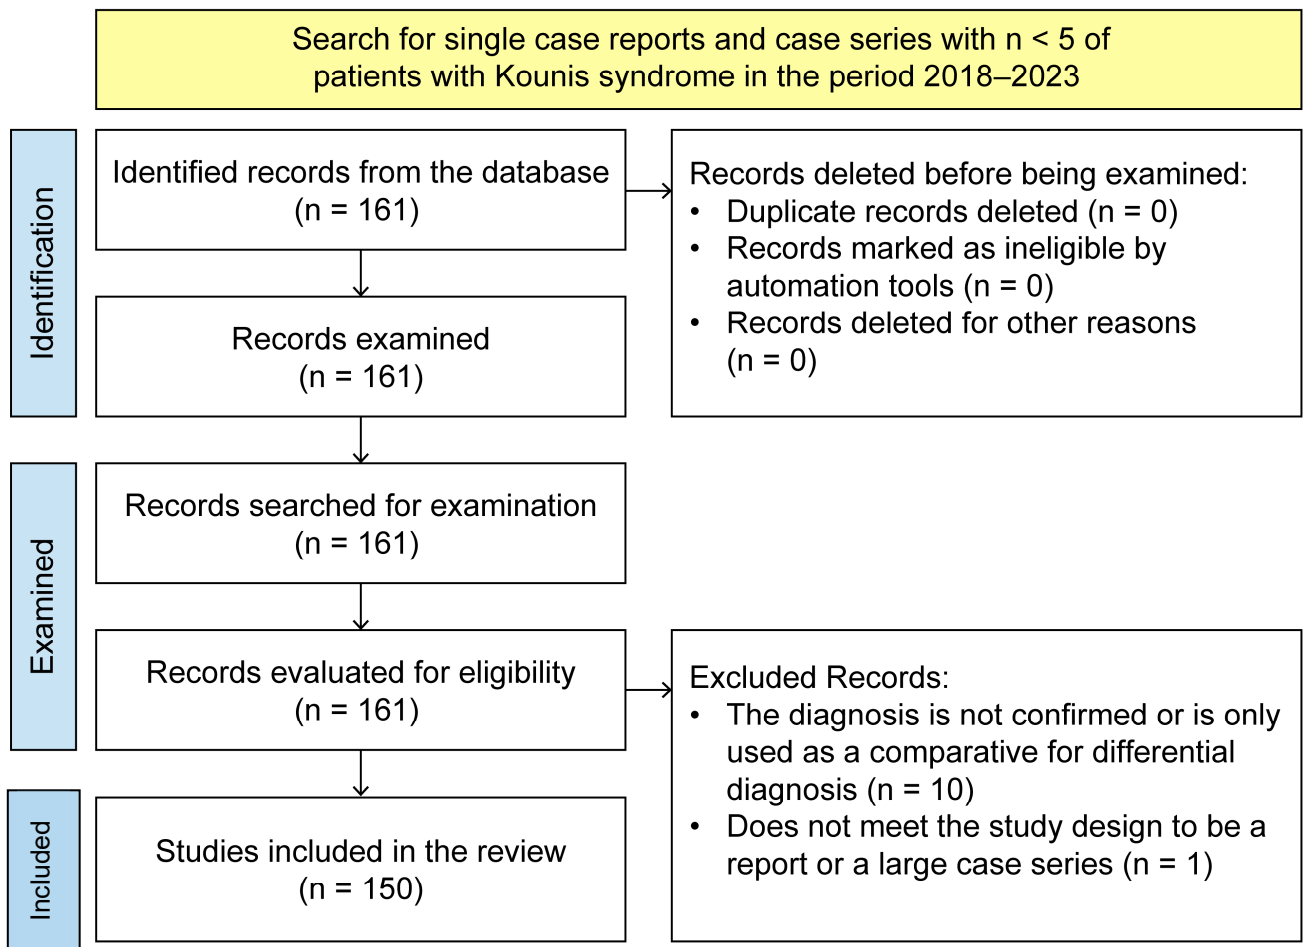 Search for single case reports and case series with n < 5 of
patients with Kounis syndrome in the period 2018–2023
Identification
Identified records from the database
(n = 161)
Records deleted before being examined:
• Duplicate records deleted (n = 0)
• Records marked as ineligible by
automation tools (n = 0)
• Records deleted for other reasons
(n = 0)
Records examined
(n = 161)
Examined
Records searched for examination
(n = 161)
Records evaluated for eligibility
(n = 161)
Excluded Records:
• The diagnosis is not confirmed or is only
used as a comparative for differential
diagnosis (n = 10)
• Does not meet the study design to be a
report or a large case series (n = 1)
Included
Studies included in the review
(n = 150)